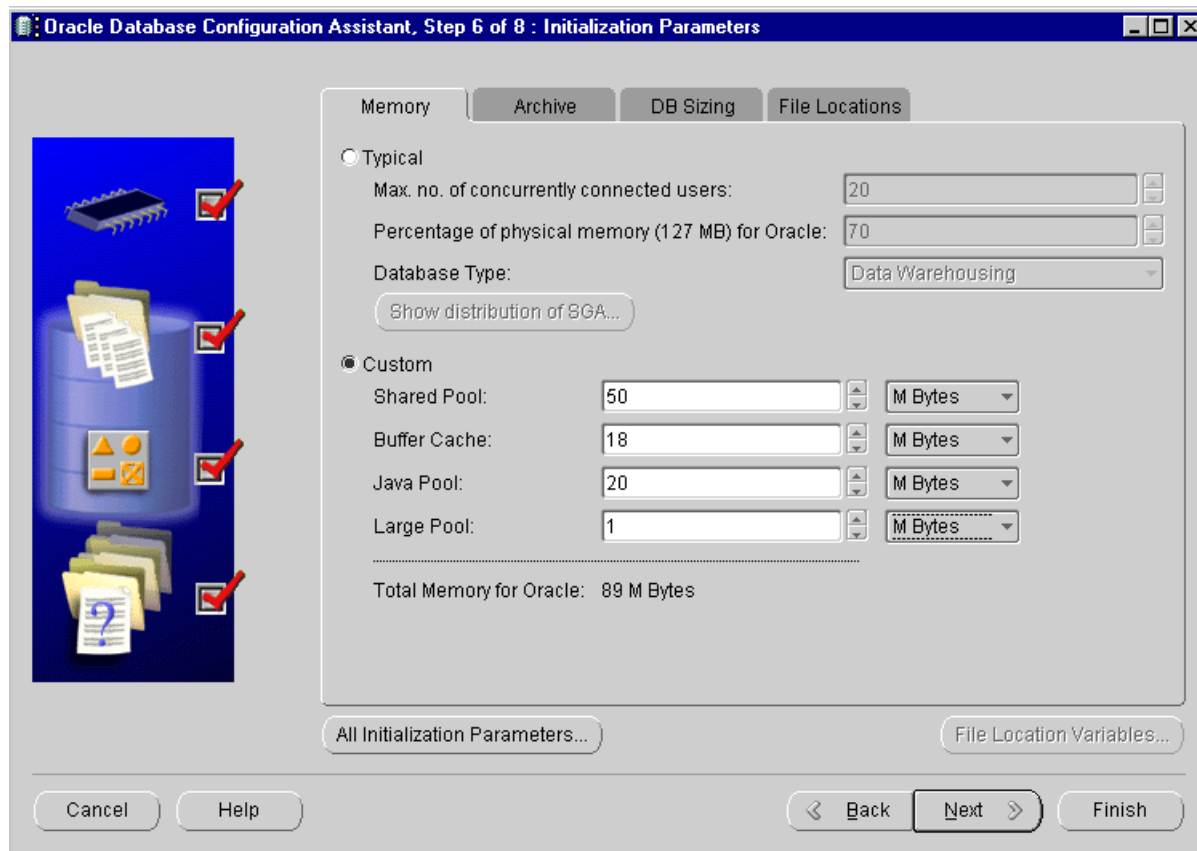 Oracle Database Configuration Assistant, Step 6 of 8 : Initialization Parameters
Memory Archive DB Sizing File Locations
Typical
Max. no. of concurrently connected users: 20
Percentage of physical memory (127 MB) for Oracle: 70
Database Type: Data Warehousing
Show distribution of SGA...
Custom
Shared Pool: 50 M Bytes
Buffer Cache: 18 M Bytes
Java Pool: 20 M Bytes
Large Pool: 1 M Bytes
Total Memory for Oracle: 89 M Bytes
?
All Initialization Parameters... File Location Variables...
Cancel Help Back Next Finish